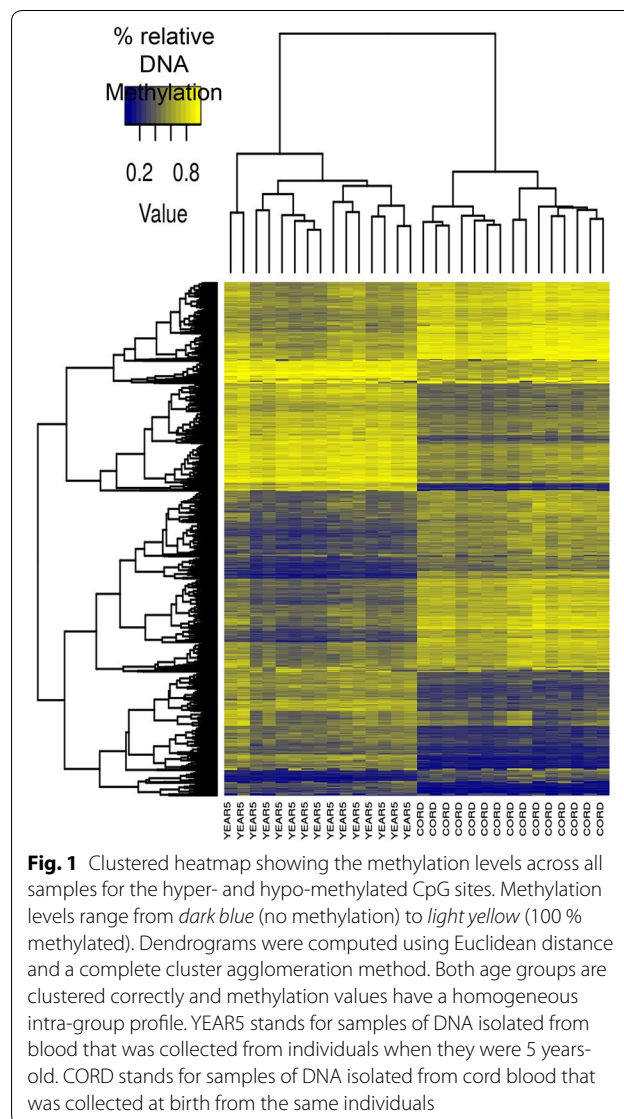 % relative
DNA
Methylation
0.2 0.8
Value
YEAR5 YEAR5 YEAR5 YEAR5 YEAR5 YEAR5 YEAR5 YEAR5 YEAR5 YEAR5 YEAR5 YEAR5 YEAR5 YEAR5 YEAR5 CORD CORD CORD CORD CORD CORD CORD CORD CORD CORD CORD CORD CORD CORD CORD
Fig. 1 Clustered heatmap showing the methylation levels across all
samples for the hyper- and hypo-methylated CpG sites. Methylation
levels range from dark blue (no methylation) to light yellow (100 %
methylated). Dendrograms were computed using Euclidean distance
and a complete cluster agglomeration method. Both age groups are
clustered correctly and methylation values have a homogeneous
intra-group profile. YEAR5 stands for samples of DNA isolated from
blood that was collected from individuals when they were 5 years-
old. CORD stands for samples of DNA isolated from cord blood that
was collected at birth from the same individuals